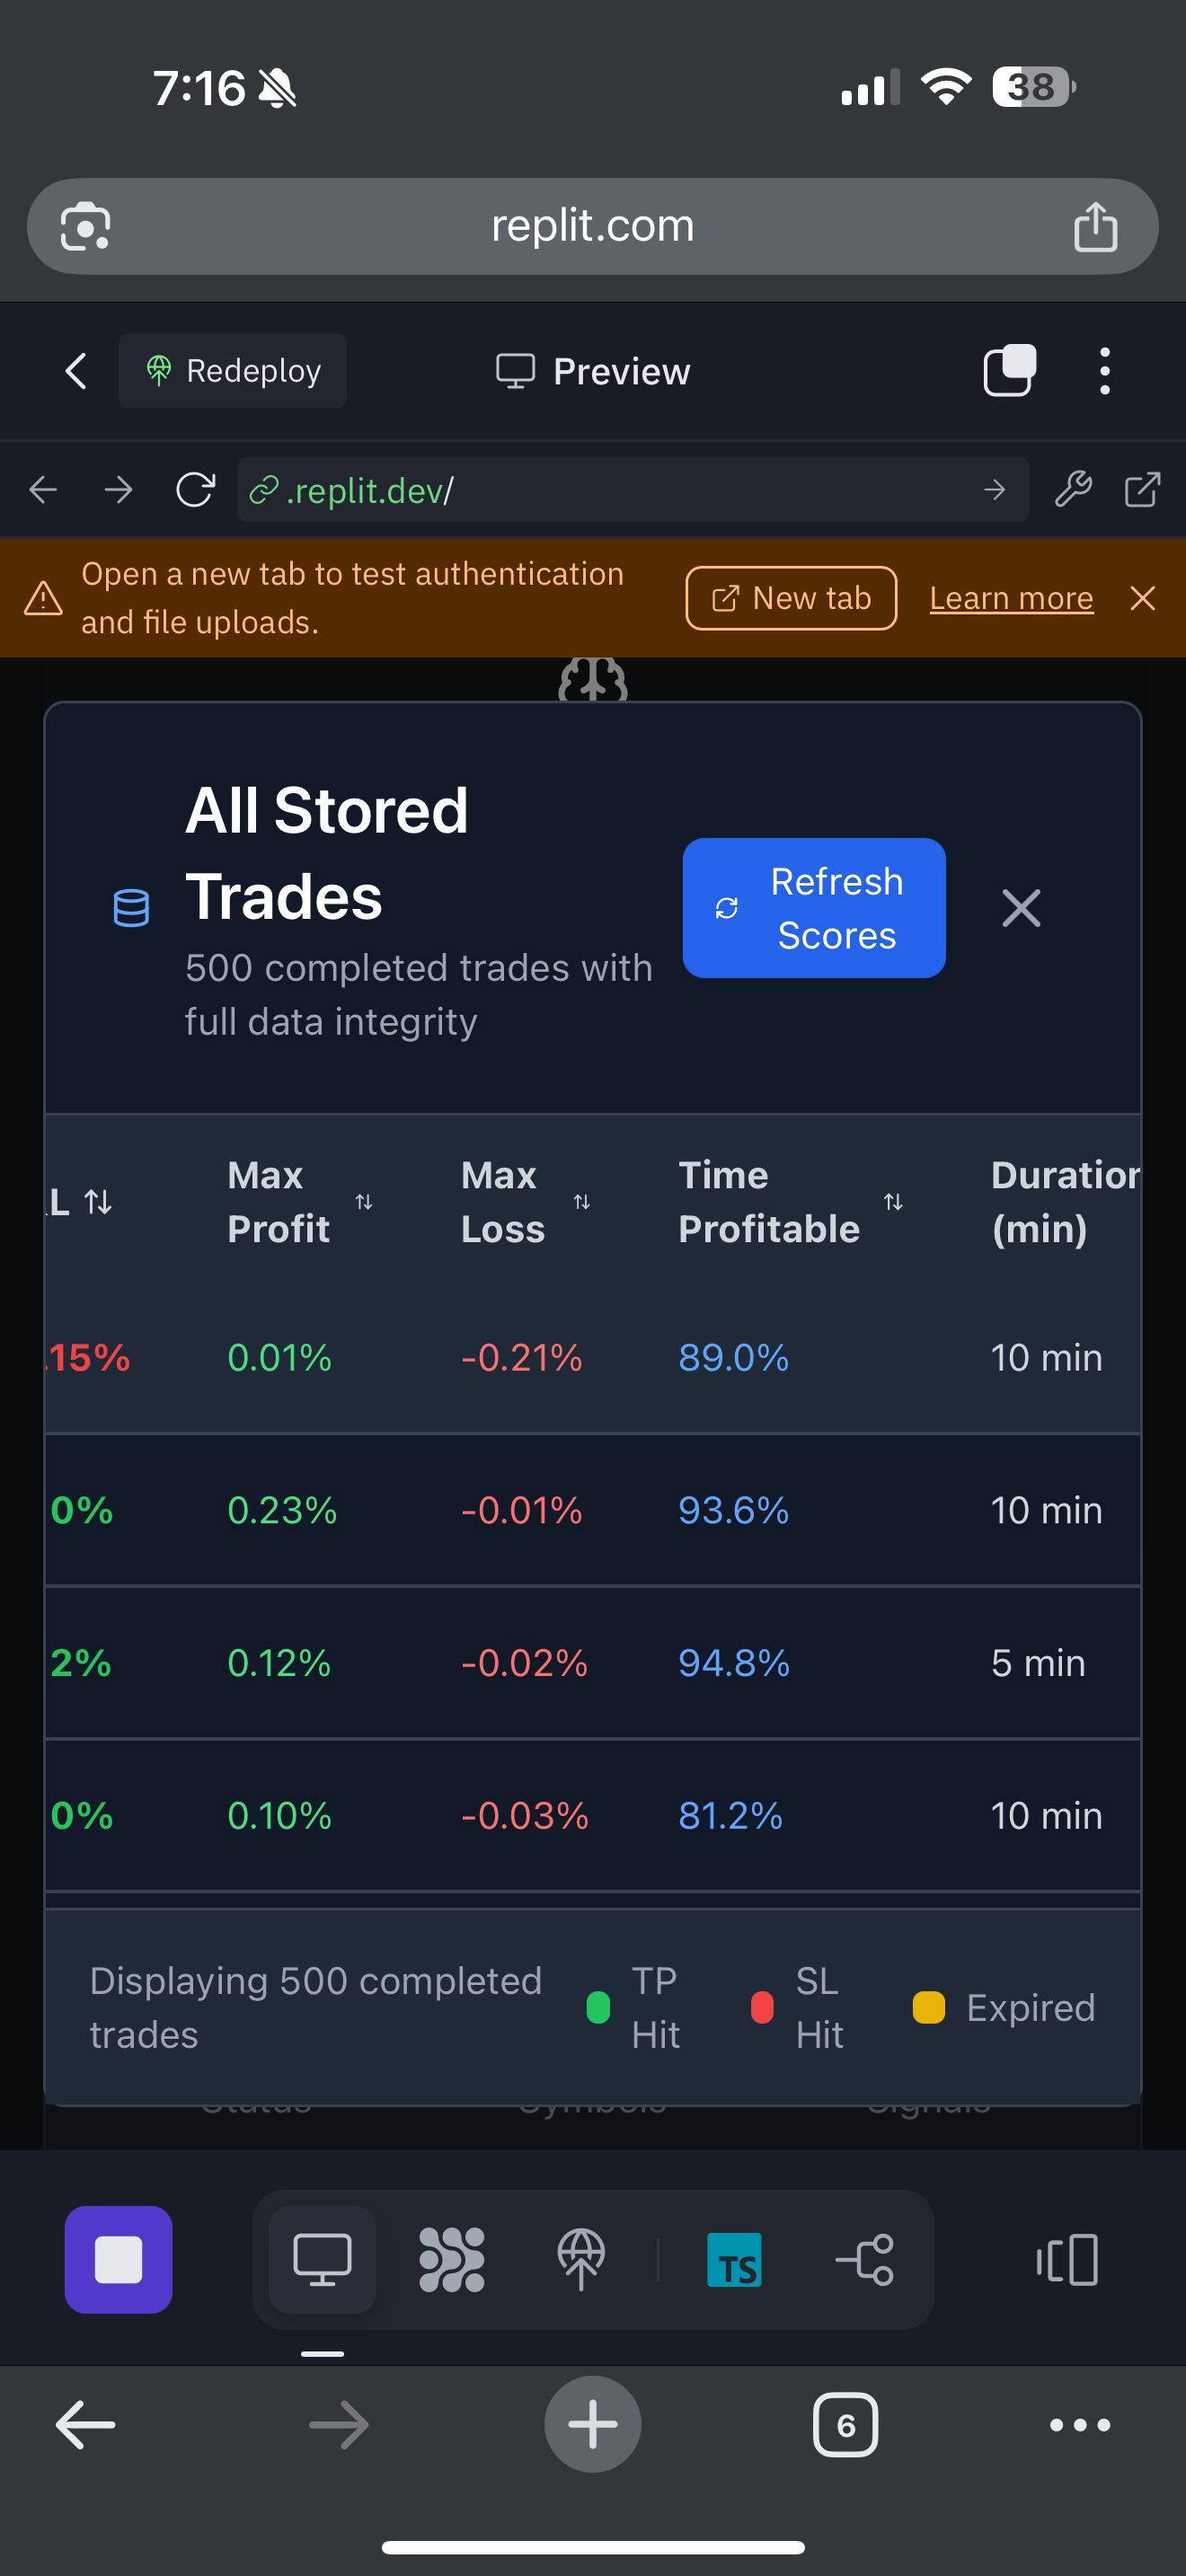 7:16
38
replit.com
Redeploy
Preview
.replit.dev/
Open a new tab to test authentication
and file uploads.
New tab
Learn more
All Stored
Trades
500 completed trades with
full data integrity
Refresh
Scores
L
Max
Profit
Max
Loss
Time
Profitable
Duration
(min)
.15%
0.01%
-0.21%
89.0%
10 min
0%
0.23%
-0.01%
93.6%
10 min
2%
0.12%
-0.02%
94.8%
5 min
0%
0.10%
-0.03%
81.2%
10 min
Displaying 500 completed
trades
TP
Hit
SL
Hit
Expired
Status
Symbols
Signals
TS
6